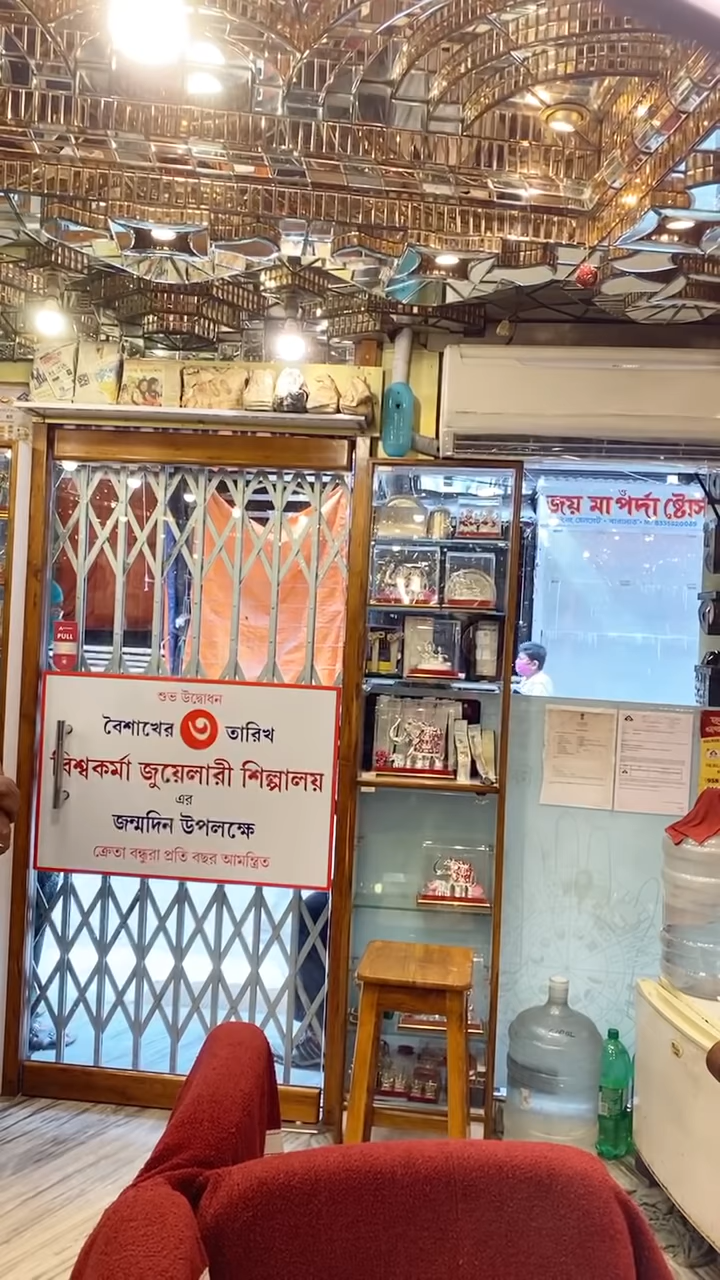 জয় মা পর্দা ষ্টোস
PULL
শুভ উদ্বোধন
বৈশাখের ৩ তারিখ
বিশ্বকর্মা জুয়েলারী শিল্পালয়
এর
জন্মদিন উপলক্ষে
ক্রেতা বন্ধুরা প্রতি বছর আমন্ত্রিত